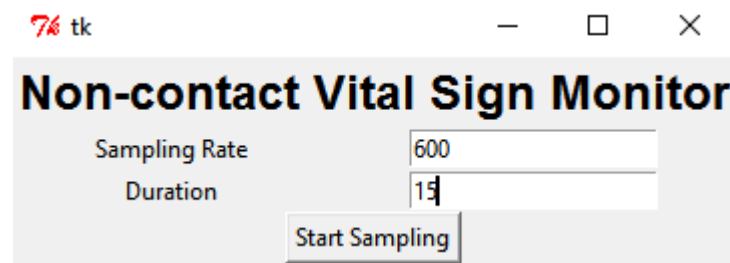 tk
Non-contact Vital Sign Monitor
Sampling Rate 600
Duration 15
Start Sampling